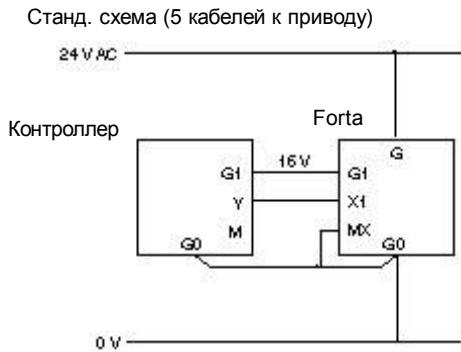 Станд. схема (5 кабелей к приводу)
24 V AC
Forta
Контроллер
G
G1 16 V G1
Y X1
M MX
G0 G0
0 V